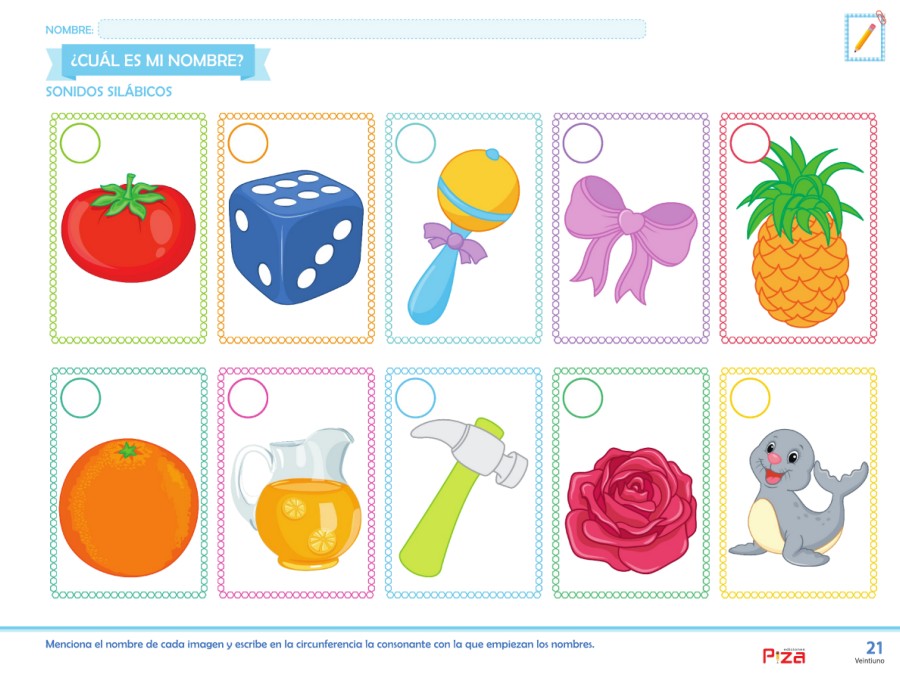 NOMBRE:
¿CUÁL ES MI NOMBRE?
SONIDOS SILÁBICOS
Menciona el nombre de cada imagen y escribe en la circunferencia la consonante con la que empiezan los nombres.
ediciones
PIZA
21
Veintiuno